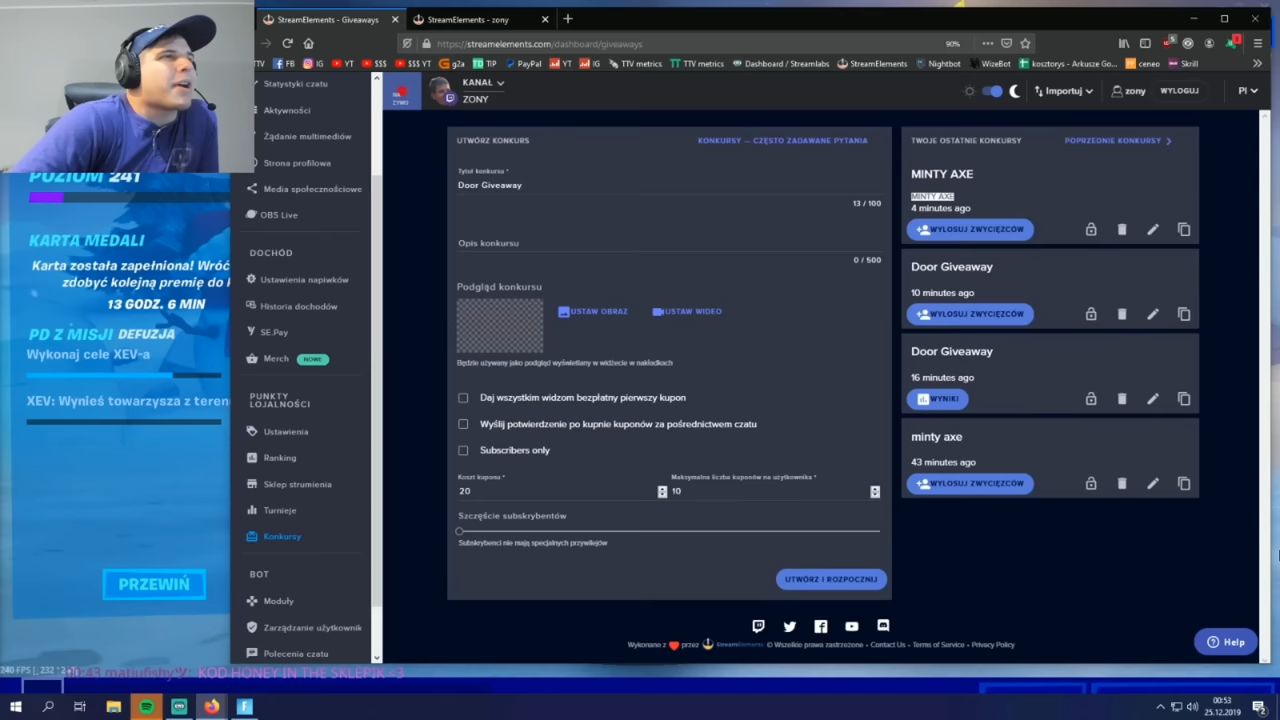 StreamElements - Giveaways
StreamElements - zony
https://streamelements.com/dashboard/giveaways
90%
TTV
FB
IG
YT
$$$
YT
$$$
g2a
TIP
PayPal
YT
IG
TTV metrics
TTV metrics
Dashboard / Streamlabs
StreamElements
Nightbot
WizeBot
kosztorys - Arkusze Go...
ceneo
Skrill
POZIOM 241
KARTA MEDALI
Karta została zapełniona! Wróć
zdobyć kolejną premię do
13 GODZ. 6 MIN
PD Z MISJI DEFUZJA
Wykonaj cele XEV-a
XEV: Wynieś towarzysza z teren
PRZEWIŃ
Statystyki czatu
Aktywności
Żądanie multimediów
Strona profilowa
Media społecznościowe
OBS Live
DOCHÓD
Ustawienia napiwków
Historia dochodów
SE.Pay
Merch
NOWE
PUNKTY
LOJALNOŚCI
Ustawienia
Ranking
Sklep strumienia
Turnieje
Konkursy
BOT
Moduły
Zarządzanie użytkownik
Polecenia czatu
NA
ŻYWO
KANAŁ
ZONY
Importuj
zony
WYLOGUJ
Pl
UTWÓRZ KONKURS
KONKURSY — CZĘSTO ZADAWANE PYTANIA
Tytuł konkursu *
Door Giveaway
13 / 100
Opis konkursu
0 / 500
Podgląd konkursu
USTAW OBRAZ
USTAW WIDEO
Będzie używany jako podgląd wyświetlany w widżecie w nakładkach
Daj wszystkim widzom bezpłatny pierwszy kupon
Wyślij potwierdzenie po kupnie kuponów za pośrednictwem czatu
Subscribers only
Koszt kuponu *
20
Maksymalna liczba kuponów na użytkownika *
10
Szczęście subskrybentów
Subskrybenci nie mają specjalnych przywilejów
UTWÓRZ I ROZPOCZNIJ
TWOJE OSTATNIE KONKURSY
POPRZEDNIE KONKURSY
MINTY AXE
MINTY AXE
4 minutes ago
WYLOSUJ ZWYCIĘZCÓW
Door Giveaway
10 minutes ago
WYLOSUJ ZWYCIĘZCÓW
Door Giveaway
16 minutes ago
WYNIKI
minty axe
43 minutes ago
WYLOSUJ ZWYCIĘZCÓW
Wykonane z przez StreamElements © Wszelkie prawa zastrzeżone - Contact Us - Terms of Service - Privacy Policy
Help
240 FPS
00:43 matiufishy: KOD HONEY IN THE SKLEPIK <3
00:53
25.12.2019